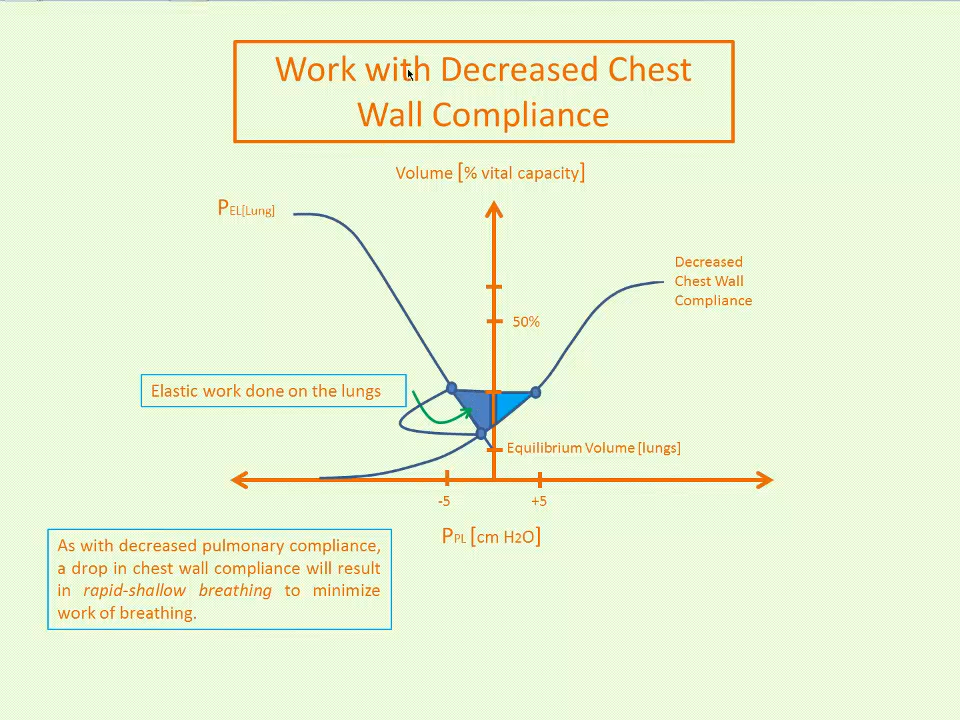 Work with Decreased Chest
Wall Compliance
Volume [% vital capacity]
PEL[Lung]
Decreased
Chest Wall
Compliance
50%
Elastic work done on the lungs
Equilibrium Volume [lungs]
-5
+5
PPL [cm H2O]
As with decreased pulmonary compliance,
a drop in chest wall compliance will result
in rapid-shallow breathing to minimize
work of breathing.